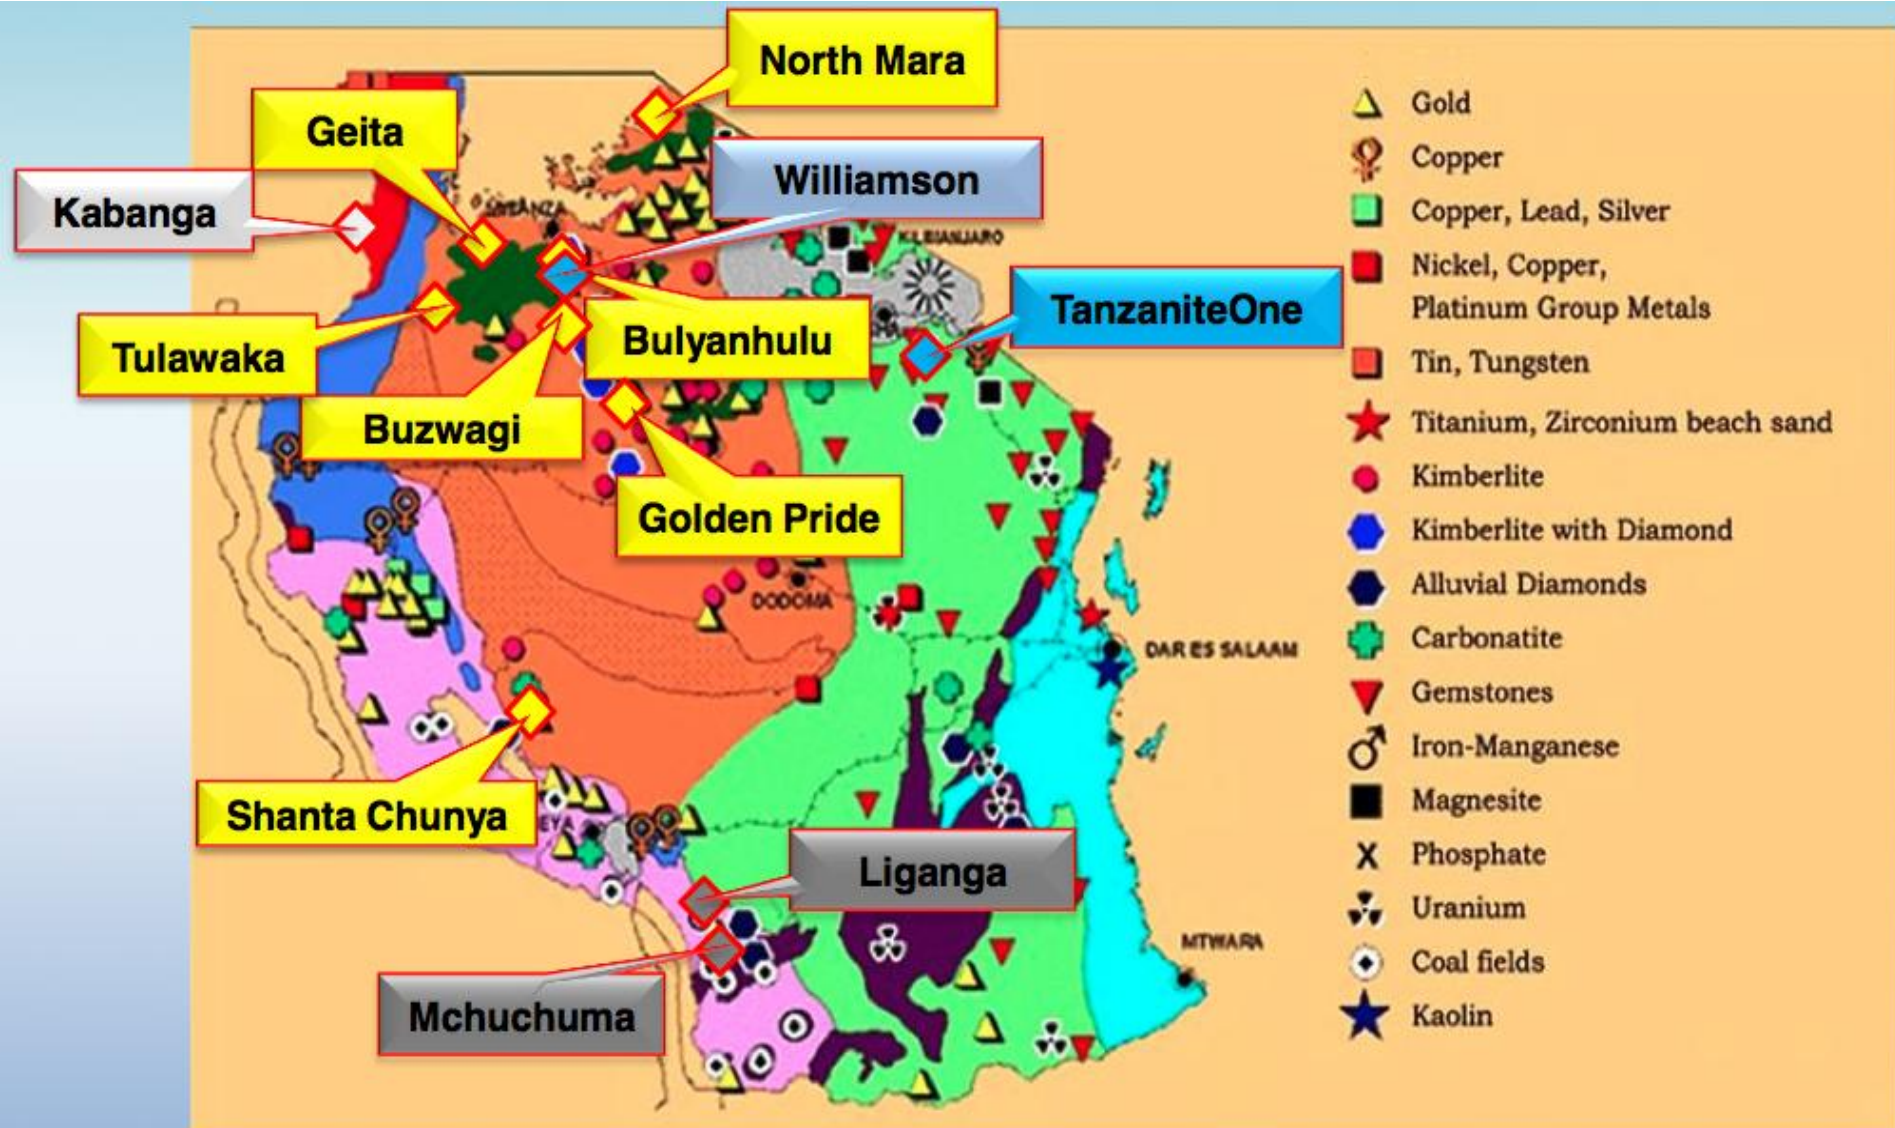 North Mara
Geita
Williamson
Kabanga
TanzaniteOne
Bulyanhulu
Tulawaka
Buzwagi
Golden Pride
DODOMA
DAR ES SALAAM
Shanta Chunya
Liganga
MTWARA
Mchuchuma
Gold
Copper
Copper, Lead, Silver
Nickel, Copper,
Platinum Group Metals
Tin, Tungsten
Titanium, Zirconium beach sand
Kimberlite
Kimberlite with Diamond
Alluvial Diamonds
Carbonatite
Gemstones
Iron-Manganese
Magnesite
X Phosphate
Uranium
Coal fields
Kaolin